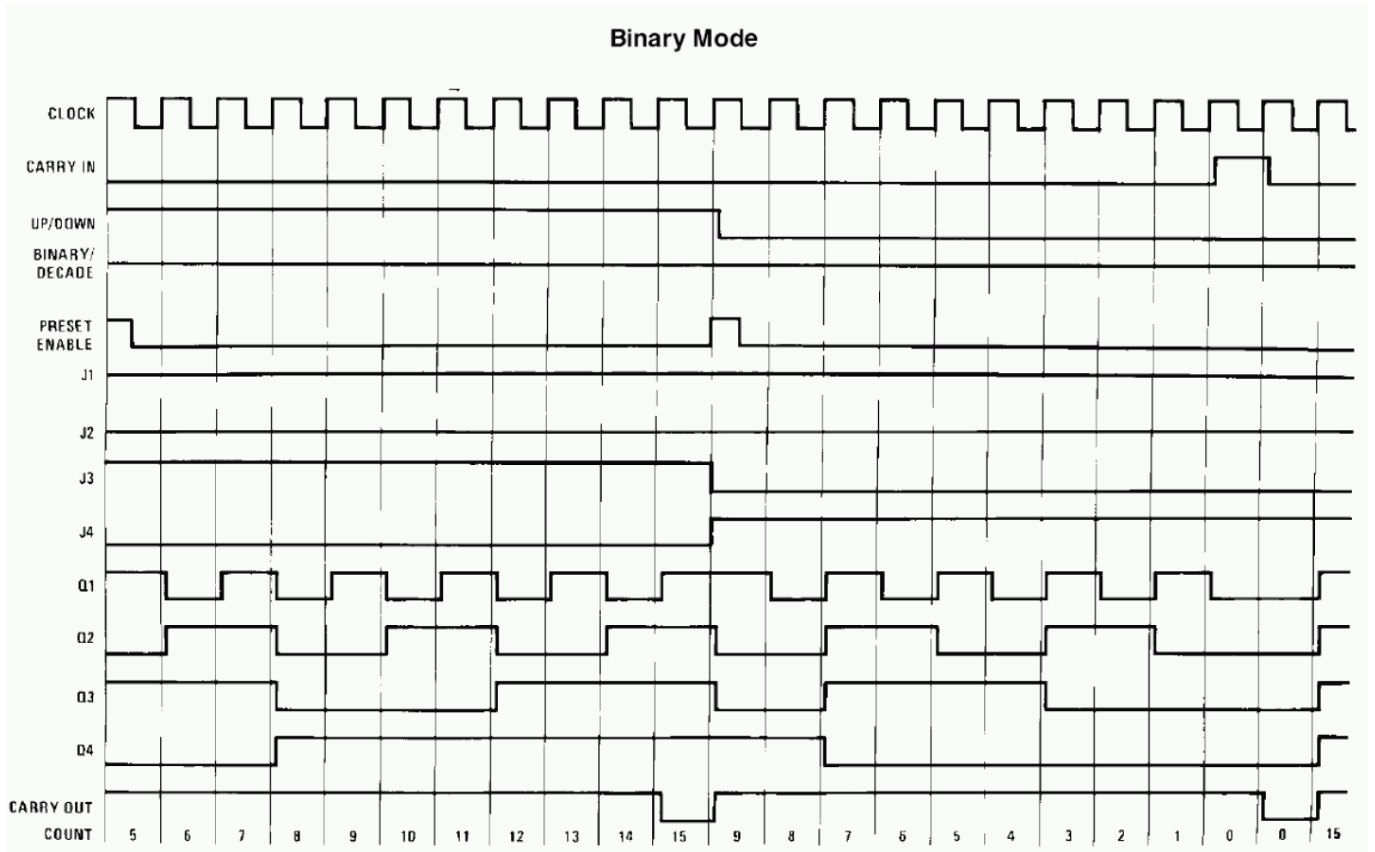 Binary Mode
CLOCK
CARRY IN
UP/DOWN
BINARY/
DECADE
PRESET
ENABLE
J1
J2
J3
J4
Q1
Q2
Q3
Q4
CARRY OUT
COUNT 5 6 7 8 9 10 11 12 13 14 15 9 8 7 6 5 4 3 2 1 0 0 15